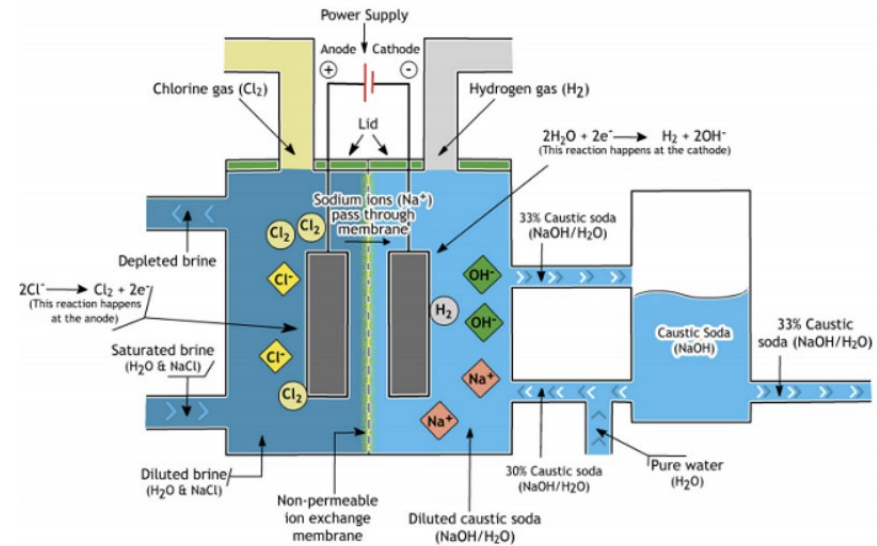 Power Supply
Anode
Cathode
+
-
Chlorine gas (Cl₂)
Hydrogen gas (H₂)
Lid
2H₂O + 2e⁻ → H₂ + 2OH⁻
(This reaction happens at the cathode)
Sodium ions (Na⁺)
pass through
membrane
33% Caustic soda
(NaOH/H₂O)
Cl₂
Cl₂
Depleted brine
Cl⁻
OH⁻
2Cl⁻ → Cl₂ + 2e⁻
(This reaction happens
at the anode)
H₂
OH⁻
Caustic Soda
(NaOH)
33% Caustic
soda (NaOH/H₂O)
Saturated brine
(H₂O & NaCl)
Cl⁻
Na⁺
Cl₂
Na⁺
Diluted brine
(H₂O & NaCl)
30% Caustic soda
(NaOH/H₂O)
Pure water
(H₂O)
Non-permeable
ion exchange
membrane
Diluted caustic soda
(NaOH/H₂O)